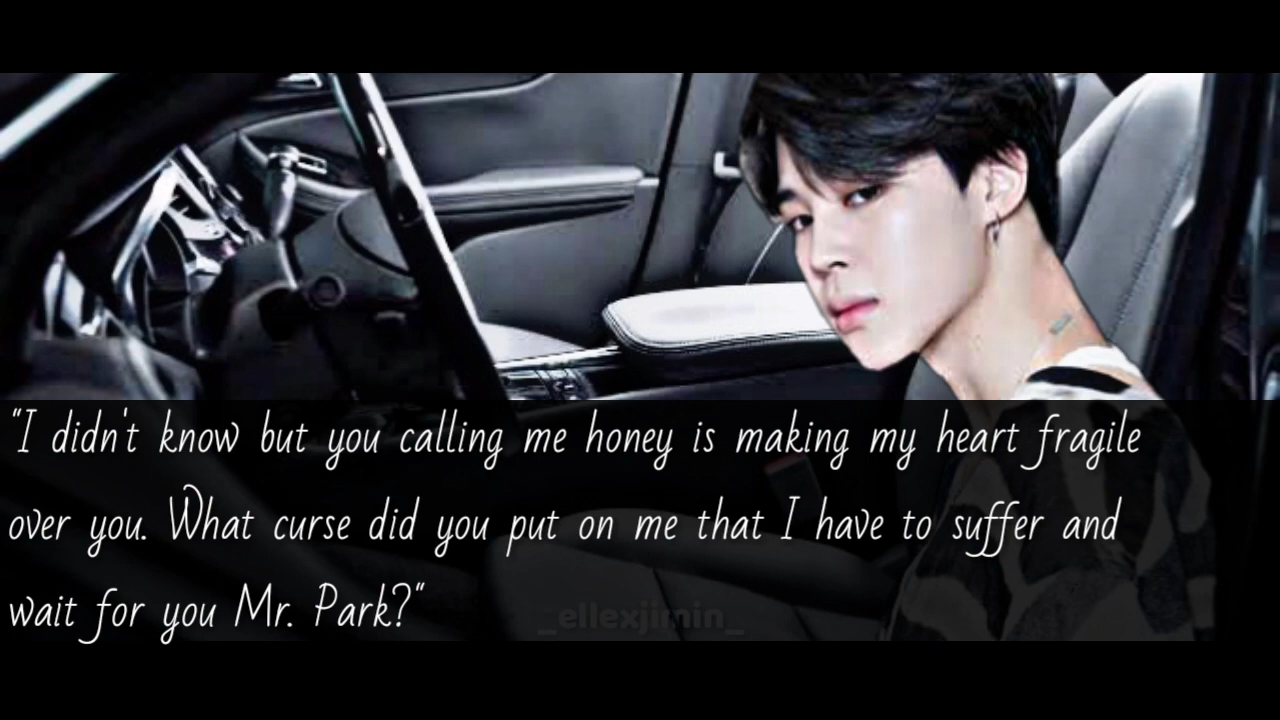 "I didn't know but you calling me honey is making my heart fragile
over you. What curse did you put on me that I have to suffer and
wait for you Mr. Park?"
_ellexjimin_